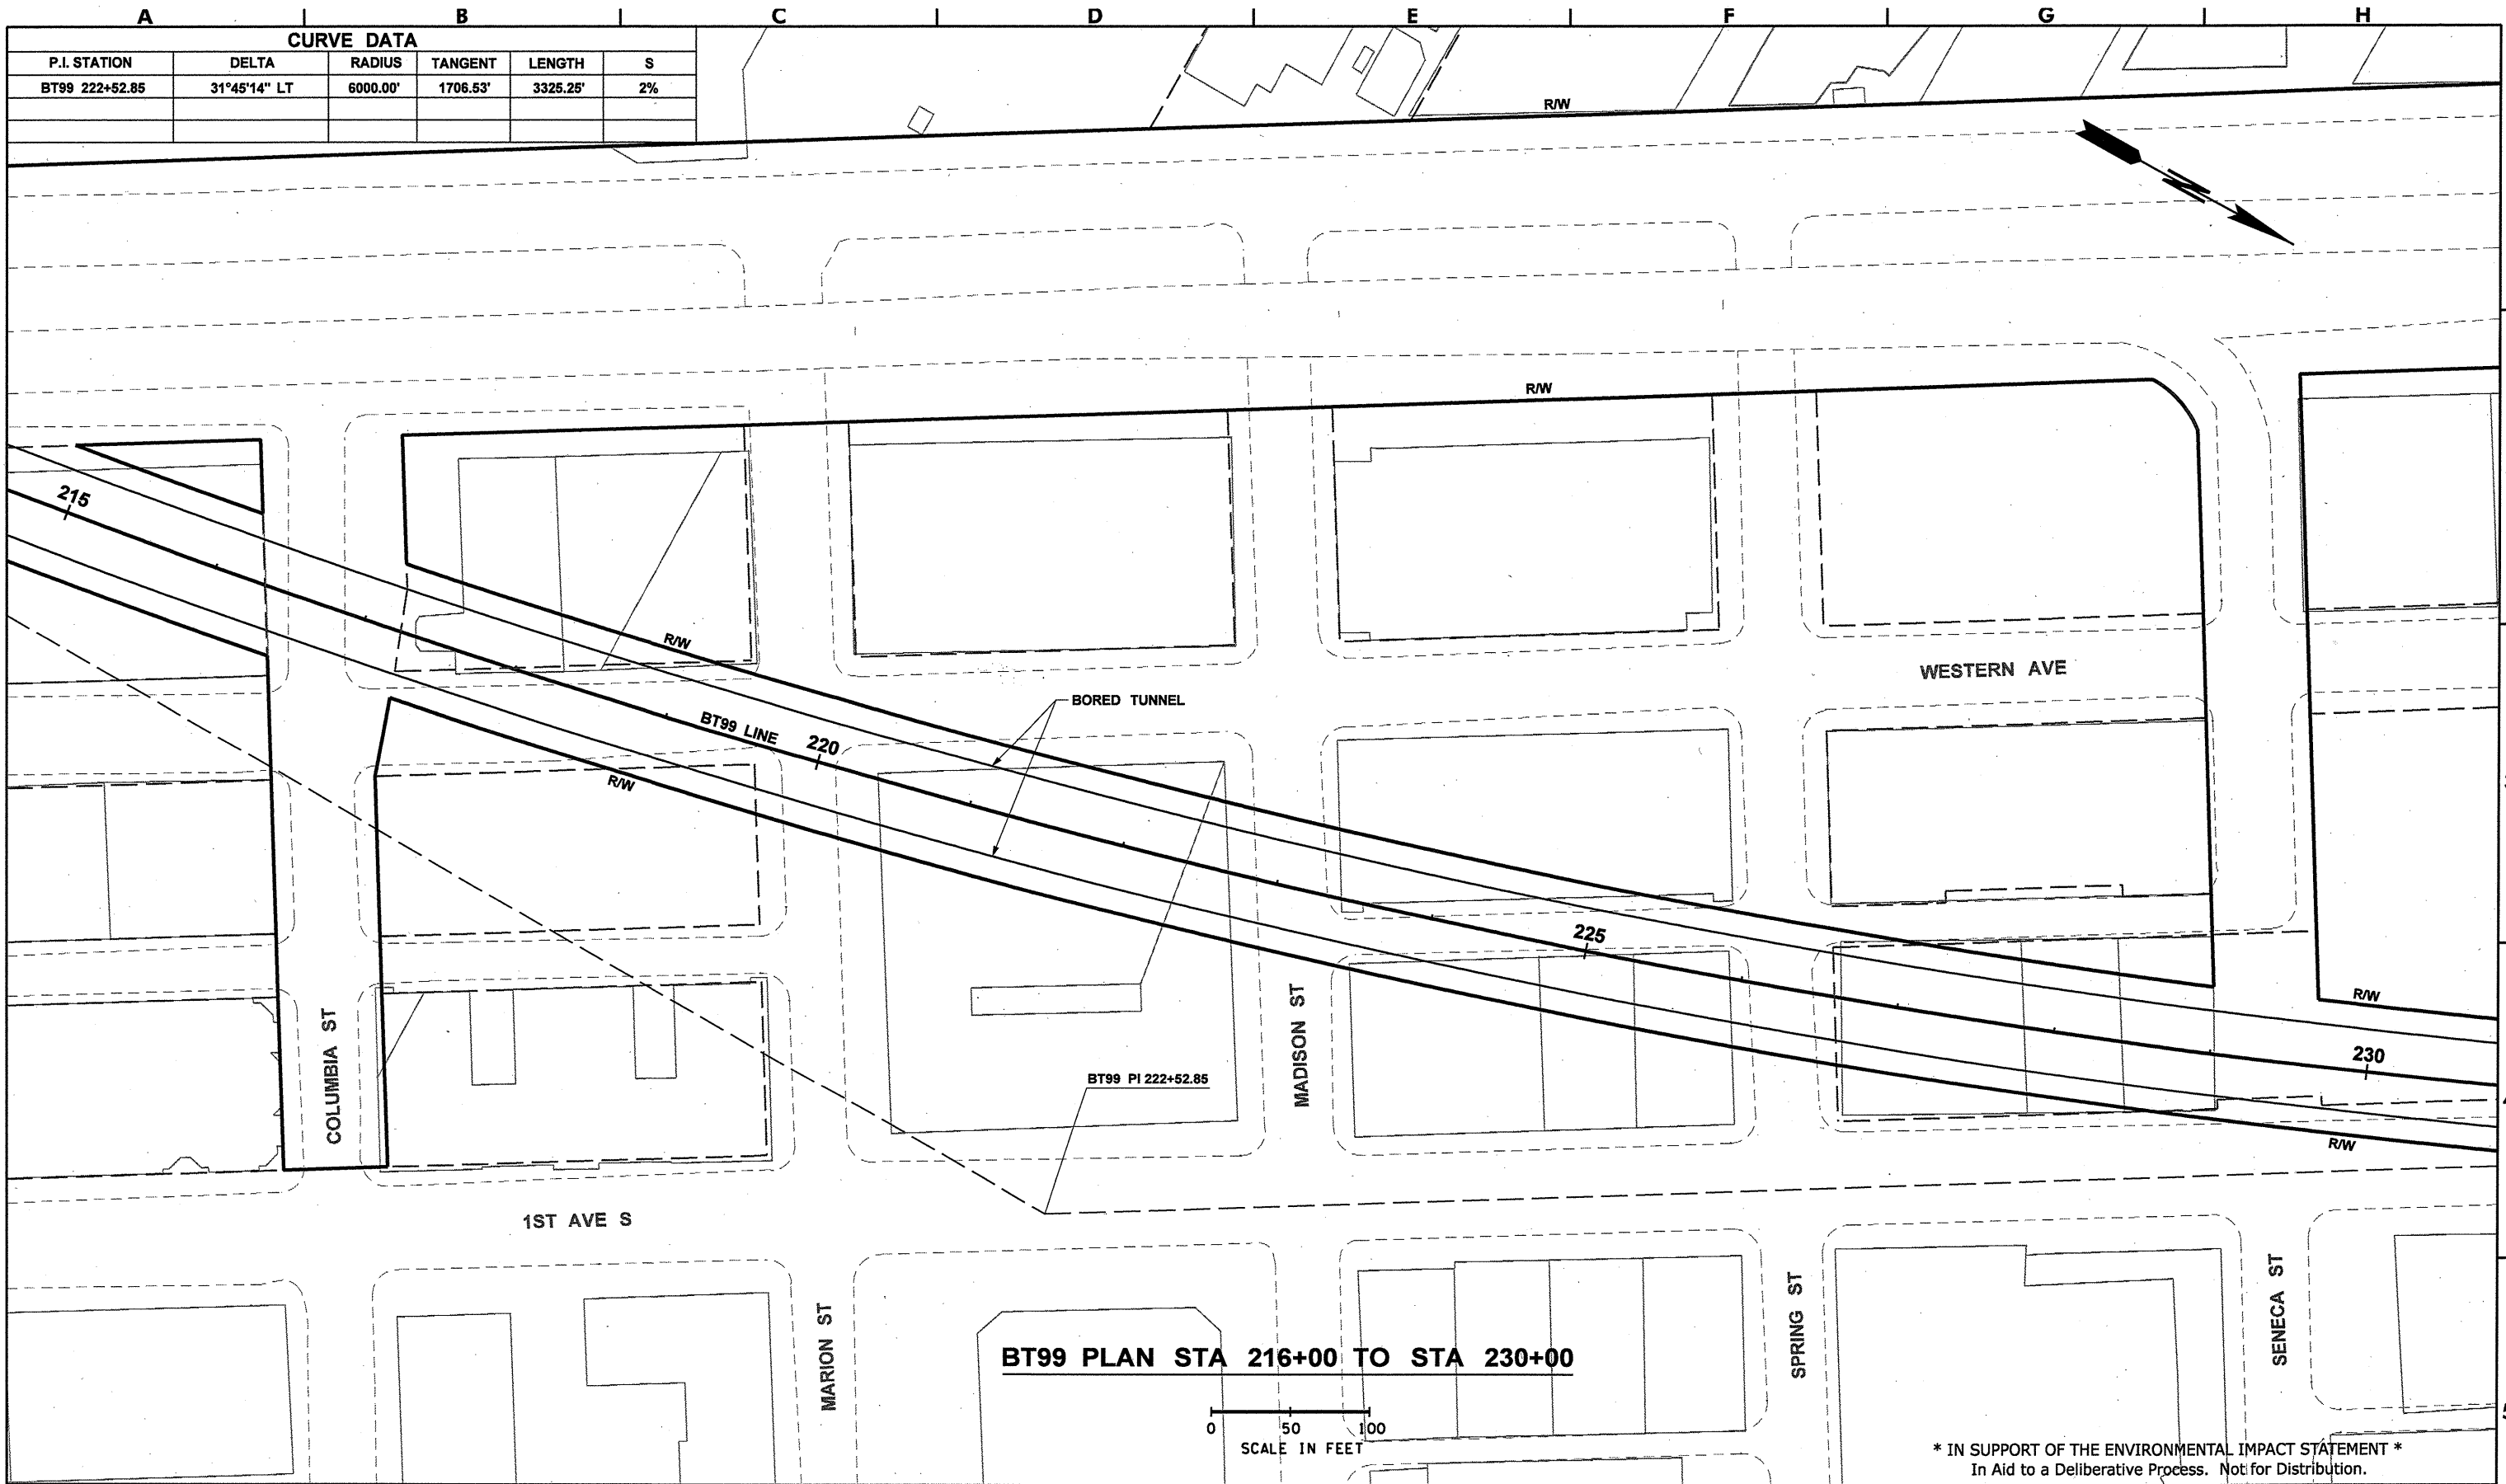 A B C D E F G H
CURVE DATA
P.I. STATION DELTA RADIUS TANGENT LENGTH S
BT99 222+52.85 31°45'14" LT 6000.00' 1706.53' 3325.25' 2%
R/W
N
R/W
215
R/W
WESTERN AVE
BORED TUNNEL
BT99 LINE
220
R/W
225
R/W
COLUMBIA ST
MADISON ST
230
BT99 PI 222+52.85
R/W
1ST AVE S
MARION ST
SPRING ST
SENECA ST
BT99 PLAN STA 216+00 TO STA 230+00
0 50 100
SCALE IN FEET
* IN SUPPORT OF THE ENVIRONMENTAL IMPACT STATEMENT *
In Aid to a Deliberative Process. Not for Distribution.